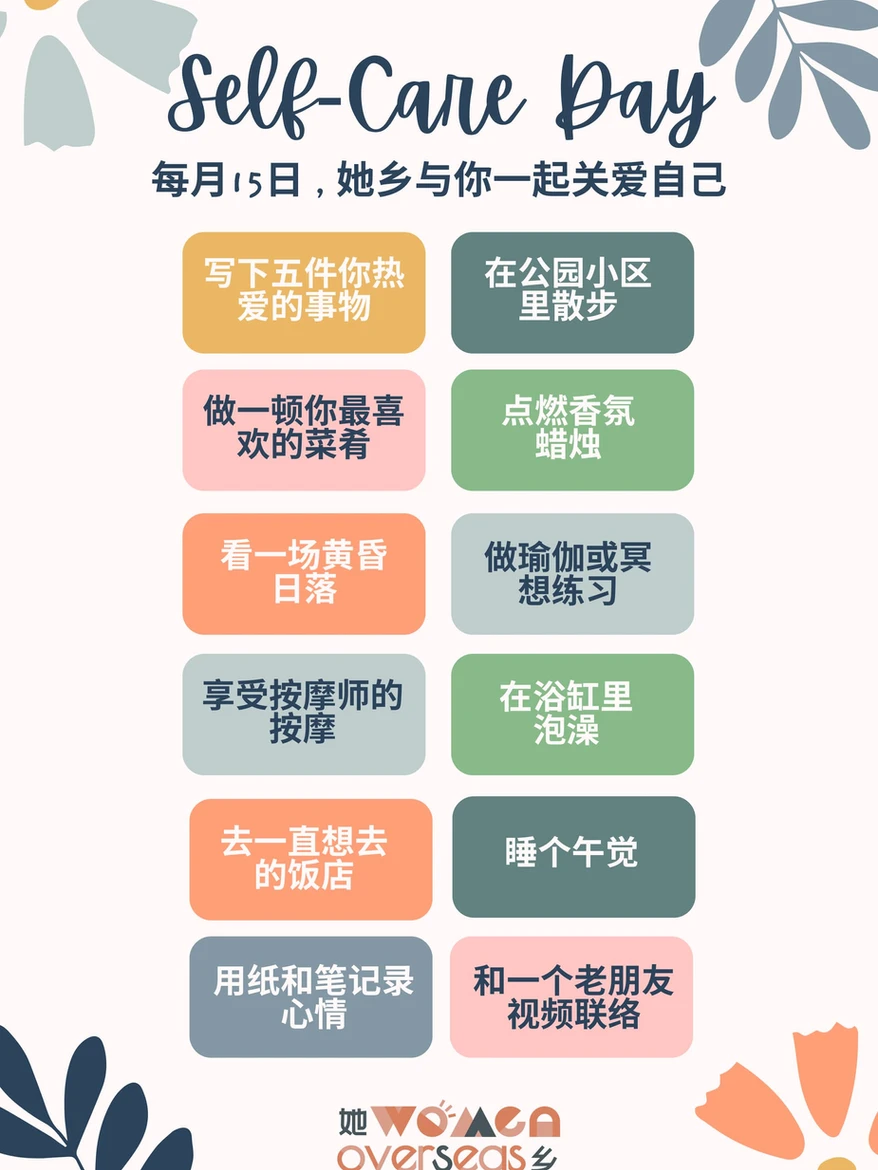 Self-Care Day
每月15日，她乡与你一起关爱自己
写下五件你热
爱的事物
在公园小区
里散步
做一顿你最喜
欢的菜肴
点燃香氛
蜡烛
看一场黄昏
日落
做瑜伽或冥
想练习
享受按摩师的
按摩
在浴缸里
泡澡
去一直想去
的饭店
睡个午觉
用纸和笔记录
心情
和一个老朋友
视频联络
她 WOMEN
overseas 乡